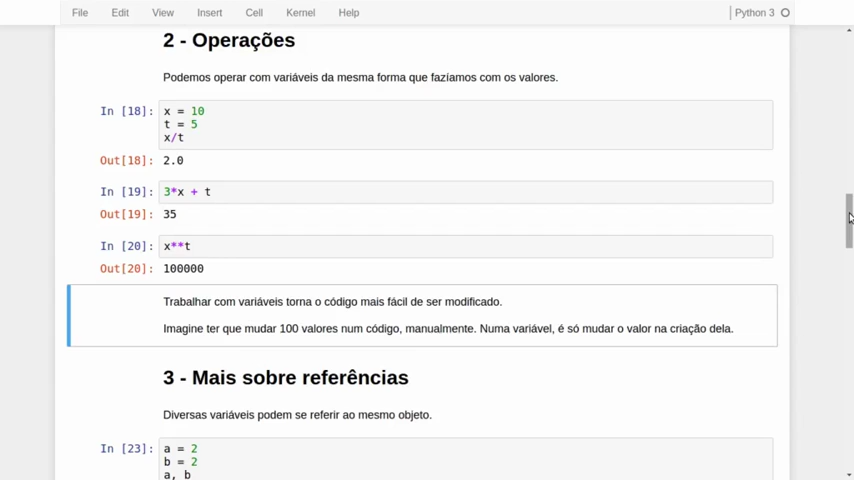 File Edit View Insert Cell Kernel Help Python 3
2 - Operações
Podemos operar com variáveis da mesma forma que fazíamos com os valores.
In [18]: x = 10
t = 5
x/t
Out[18]: 2.0
In [19]: 3*x + t
Out[19]: 35
In [20]: x**t
Out[20]: 100000
Trabalhar com variáveis torna o código mais fácil de ser modificado.
Imagine ter que mudar 100 valores num código, manualmente. Numa variável, é só mudar o valor na criação dela.
3 - Mais sobre referências
Diversas variáveis podem se referir ao mesmo objeto.
In [23]: a = 2
b = 2
a, b